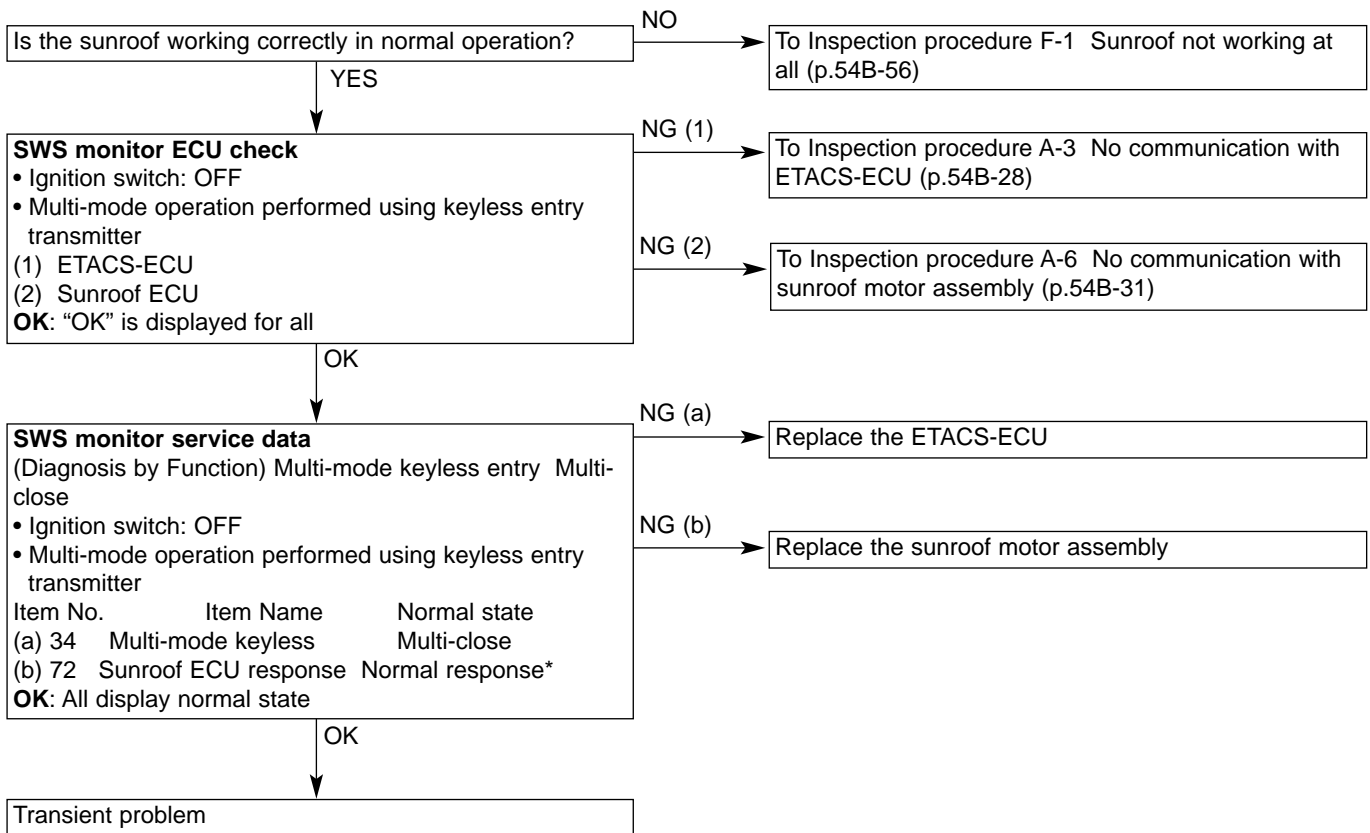 Is the sunroof working correctly in normal operation?
NO
To Inspection procedure F-1 Sunroof not working at
all (p.54B-56)
YES
SWS monitor ECU check
• Ignition switch: OFF
• Multi-mode operation performed using keyless entry
transmitter
(1) ETACS-ECU
(2) Sunroof ECU
OK: “OK” is displayed for all
NG (1)
To Inspection procedure A-3 No communication with
ETACS-ECU (p.54B-28)
NG (2)
To Inspection procedure A-6 No communication with
sunroof motor assembly (p.54B-31)
OK
SWS monitor service data
(Diagnosis by Function) Multi-mode keyless entry Multi-
close
• Ignition switch: OFF
• Multi-mode operation performed using keyless entry
transmitter
Item No. Item Name Normal state
(a) 34 Multi-mode keyless Multi-close
(b) 72 Sunroof ECU response Normal response*
OK: All display normal state
NG (a)
Replace the ETACS-ECU
NG (b)
Replace the sunroof motor assembly
OK
Transient problem